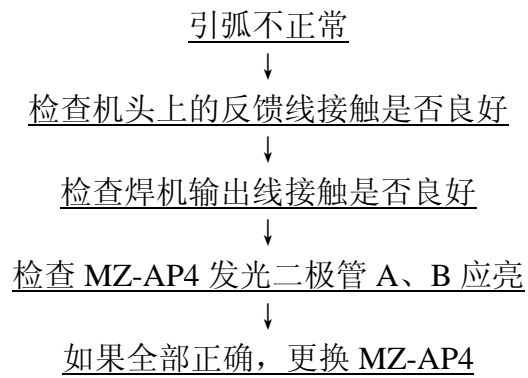 引弧不正常
检查机头上的反馈线接触是否良好
检查焊机输出线接触是否良好
检查 MZ-AP4 发光二极管 A、B 应亮
如果全部正确，更换 MZ-AP4